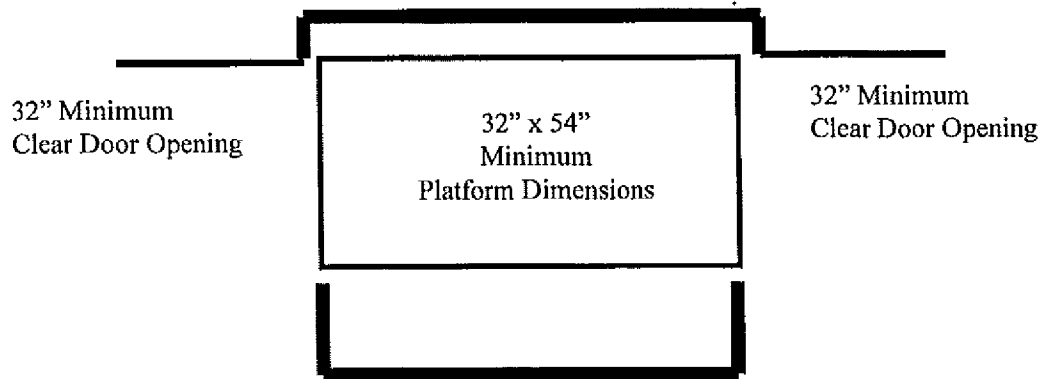 32” Minimum
Clear Door Opening
32” x 54”
Minimum
Platform Dimensions
32” Minimum
Clear Door Opening